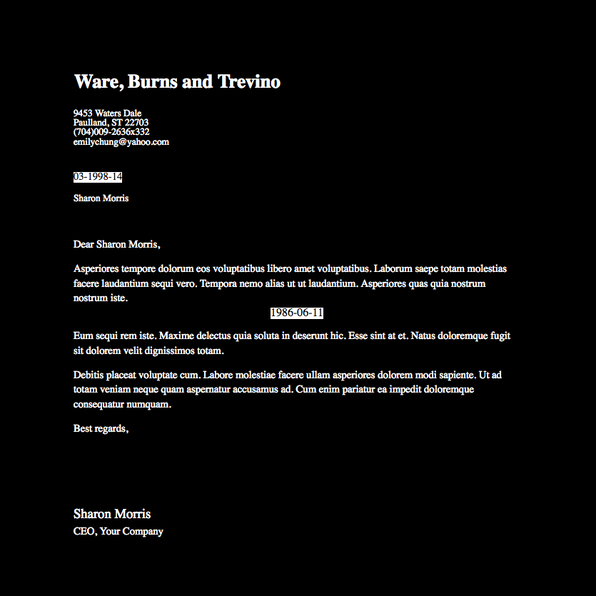 Ware, Burns and Trevino
9453 Waters Dale
Paulland, ST 22703
(704)009-2636x332
emilychung@yahoo.com
03-1998-14
Sharon Morris
Dear Sharon Morris,
Asperiores tempore dolorum eos voluptatibus libero amet voluptatibus. Laborum saepe totam molestias
facere laudantium sequi vero. Tempora nemo alias ut ut laudantium. Asperiores quas quia nostrum
nostrum iste.
1986-06-11
Eum sequi rem iste. Maxime delectus quia soluta in deserunt hic. Esse sint at et. Natus doloremque fugit
sit dolorem velit dignissimos totam.
Debitis placeat voluptate cum. Labore molestiae facere ullam asperiores dolorem modi sapiente. Ut ad
totam veniam neque quam aspernatur accusamus ad. Cum enim pariatur ea impedit doloremque
consequatur numquam.
Best regards,
Sharon Morris
CEO, Your Company